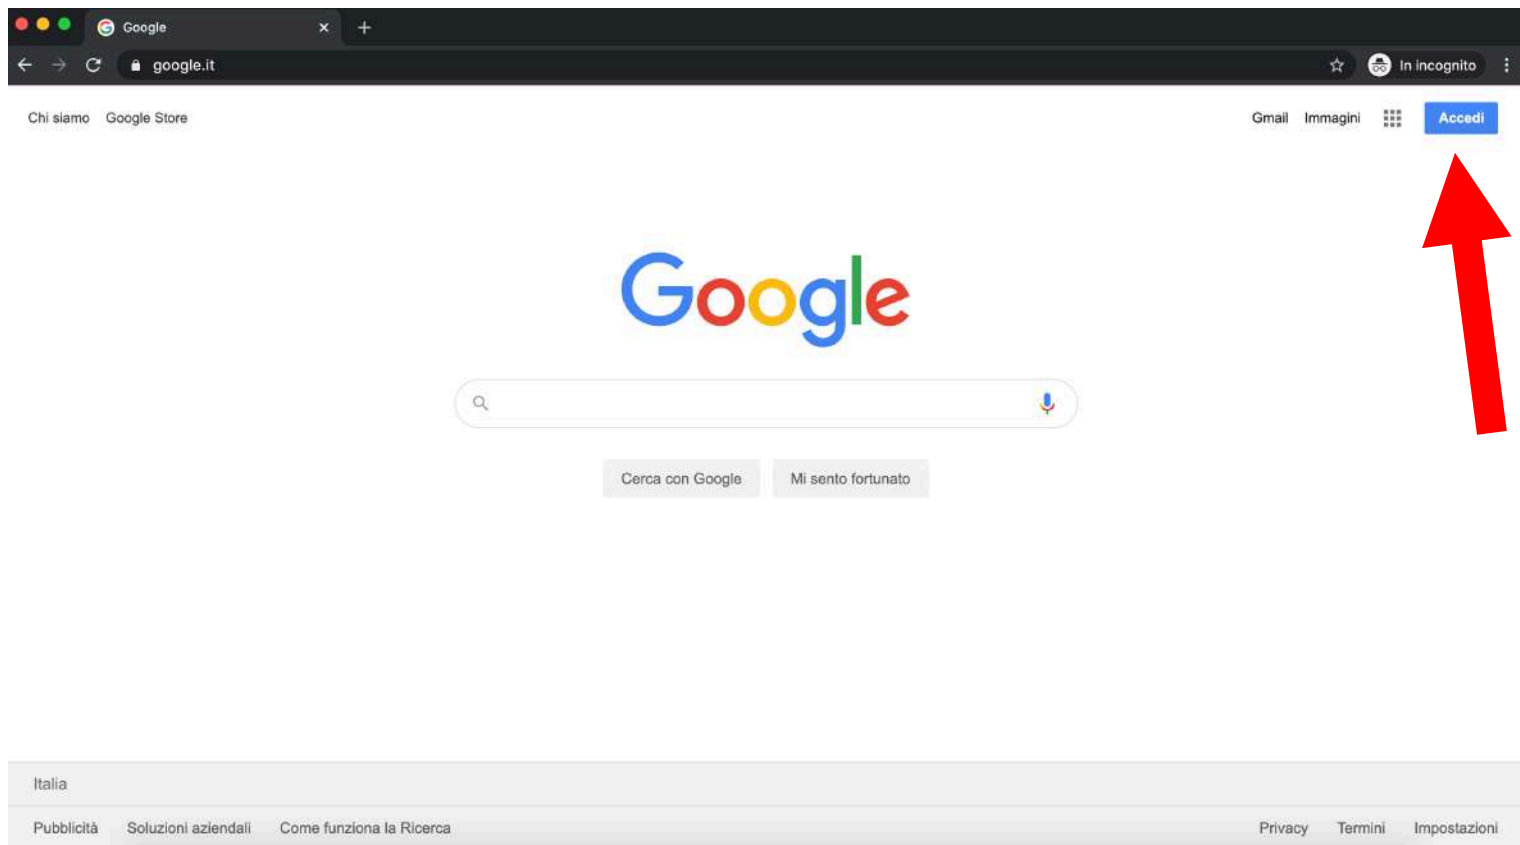 Google
google.it
In incognito
Chi siamo Google Store
Gmail Immagini Accedi
Google
Cerca con Google Mi sento fortunato
Italia
Pubblicità Soluzioni aziendali Come funziona la Ricerca
Privacy Termini Impostazioni